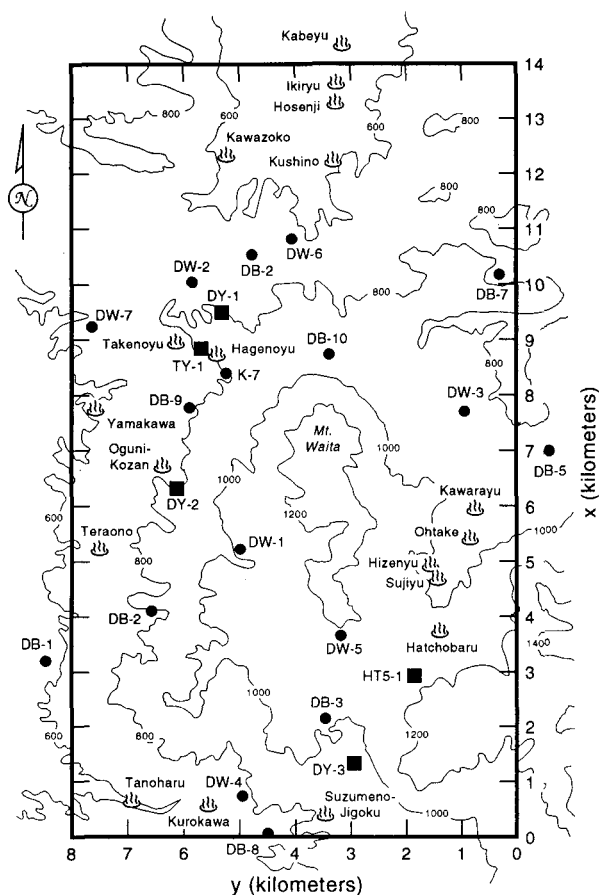 Kabeyu
14
Ikiryu
Hosenji
800
600
600
800
13
Kawazoko
Kushino
12
800
800
11
DW-6
DB-2
DW-2
10
DB-7
DY-1
800
DW-7
DB-10
9
Takenoyu
Hagenoyu
TY-1
800
K-7
DW-3
8
DB-9
Yamakawa
1000
Mt.
Waita
7
DB-5
Oguni-
Kozan
1000
DY-2
1200
Kawarayu
6
600
Ohtake
1000
Teraono
Hizenyu
5
DW-1
Sujiyu
800
DB-2
4
DW-5
Hatchobaru
1400
DB-1
HT5-1
3
1000
DB-3
2
1200
600
800
DY-3
1
Tanoharu
DW-4
Suzumeno-
Jigoku
1000
Kurokawa
0
DB-8
8
7
6
5
4
3
2
1
0
y (kilometers)
x (kilometers)
N